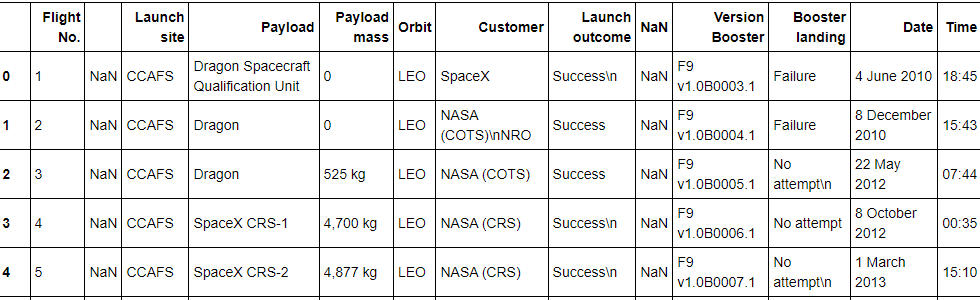 Flight No. Launch site Payload Payload mass Orbit Customer Launch outcome NaN Version Booster Booster landing Date Time
0 1 NaN CCAFS Dragon Spacecraft Qualification Unit 0 LEO SpaceX Success\n NaN F9 v1.0B0003.1 Failure 4 June 2010 18:45
1 2 NaN CCAFS Dragon 0 LEO NASA (COTS)\nNRO Success NaN F9 v1.0B0004.1 Failure 8 December 2010 15:43
2 3 NaN CCAFS Dragon 525 kg LEO NASA (COTS) Success NaN F9 v1.0B0005.1 No attempt\n 22 May 2012 07:44
3 4 NaN CCAFS SpaceX CRS-1 4,700 kg LEO NASA (CRS) Success\n NaN F9 v1.0B0006.1 No attempt 8 October 2012 00:35
4 5 NaN CCAFS SpaceX CRS-2 4,877 kg LEO NASA (CRS) Success\n NaN F9 v1.0B0007.1 No attempt\n 1 March 2013 15:10